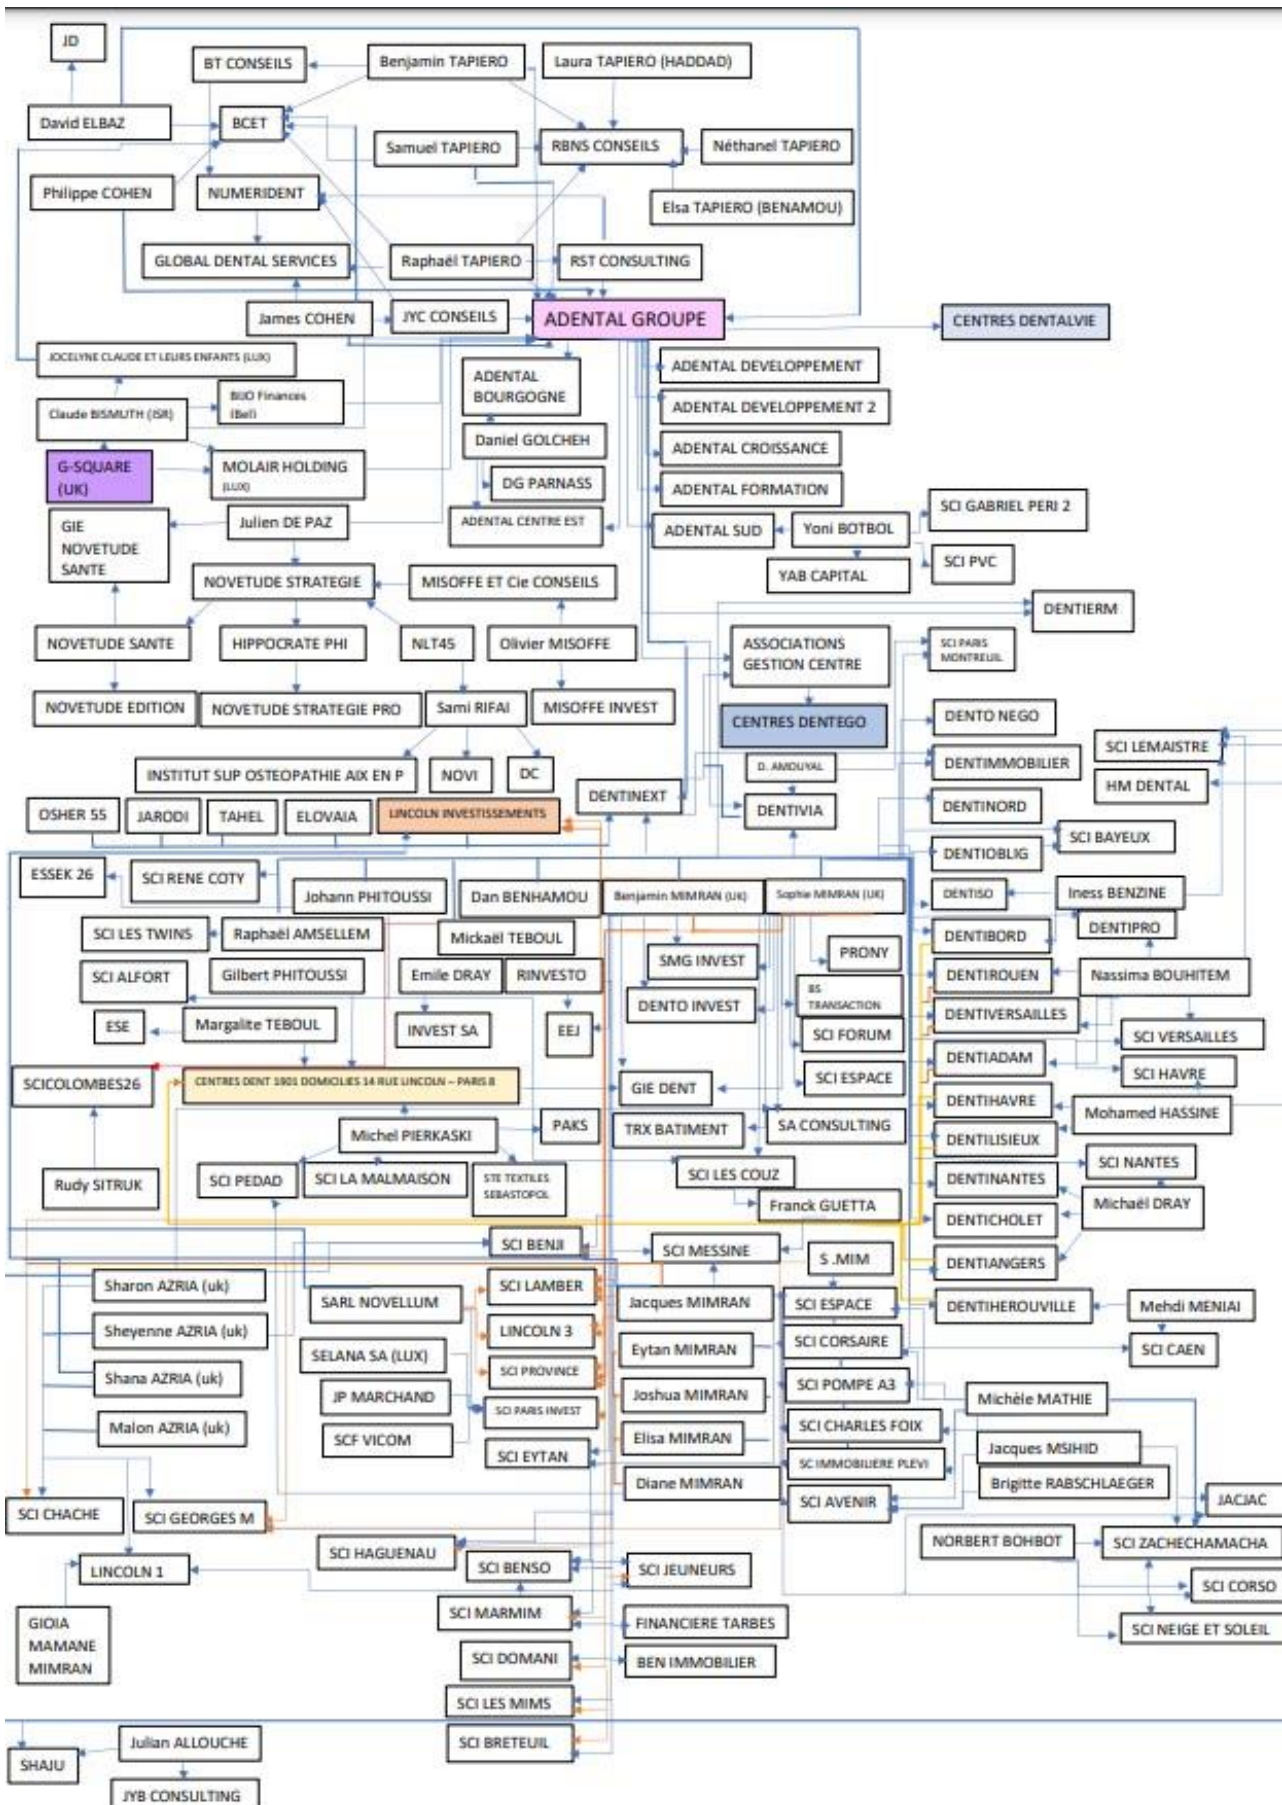 JD
BT CONSEILS
Benjamin TAPIERO
Laura TAPIERO (HADDAD)
David ELBAZ
BCET
Samuel TAPIERO
RBNS CONSEILS
Néthanel TAPIERO
Philippe COHEN
NUMERIDENT
Elsa TAPIERO (BENAMOU)
GLOBAL DENTAL SERVICES
Raphaël TAPIERO
RST CONSULTING
James COHEN
JYC CONSEILS
ADENTAL GROUPE
CENTRES DENTALVIE
JOCELYNE CLAUDE ET LEURS ENFANTS (LUX)
ADENTAL
BOURGOGNE
ADENTAL DEVELOPPEMENT
Claude BISMUTH (ISR)
BIJO Finances
(Bel)
ADENTAL DEVELOPPEMENT 2
Daniel GOLCHEH
ADENTAL CROISSANCE
G-SQUARE
(UK)
MOLAIR HOLDING
(LUX)
DG PARNASS
ADENTAL FORMATION
GIE
NOVETUDE
SANTE
Julien DE PAZ
ADENTAL CENTRE EST
ADENTAL SUD
Yoni BOTBOL
SCI GABRIEL PERI 2
SCI PVC
YAB CAPITAL
NOVETUDE STRATEGIE
MISOFFE ET Cie CONSEILS
DENTIERM
NOVETUDE SANTE
HIPPOCRATE PHI
NLT45
Olivier MISOFFE
ASSOCIATIONS
GESTION CENTRE
SCI PARIS
MONTREUIL
NOVETUDE EDITION
NOVETUDE STRATEGIE PRO
Sami RIFAI
MISOFFE INVEST
CENTRES DENTEGO
DENTO NEGO
SCI LEMAISTRE
INSTITUT SUP OSTEOPATHIE AIX EN P
NOVI
DC
D. AMOUYAL
DENTIMMOBILIER
HM DENTAL
DENTINEXT
DENTIVIA
DENTINORD
OSHER 55
JARODI
TAHEL
ELOVAIA
LINCOLN INVESTISSEMENTS
SCI BAYEUX
DENTIOBLIG
ESSEK 26
SCI RENE COTY
Johann PHITOUSSI
Dan BENHAMOU
Benjamin MIMRAN (UK)
Sophie MIMRAN (UK)
DENTISO
Iness BENZINE
SCI LES TWINS
Raphaël AMSELLEM
Mickaël TEBOUL
DENTIBORD
DENTIPRO
SCI ALFORT
Gilbert PHITOUSSI
Emile DRAY
RINVESTO
SMG INVEST
PRONY
DENTIROUEN
Nassima BOUHITEM
DENTO INVEST
BS
TRANSACTION
ESE
Margalite TEBOUL
INVEST SA
EEJ
DENTIVERSAILLES
SCI FORUM
SCI VERSAILLES
SCICOLOMBES26
CENTRES DENT 1901 DOMICILIES 14 RUE LINCOLN – PARIS 8
GIE DENT
SCI ESPACE
DENTIADAM
SCI HAVRE
DENTIHAVRE
Mohamed HASSINE
Michel PIERKASKI
PAKS
TRX BATIMENT
SA CONSULTING
DENTILISIEUX
Rudy SITRUK
SCI PEDAD
SCI LA MALMAISON
STE TEXTILES
SEBASTOPOL
SCI LES COUZ
SCI NANTES
DENTINANTES
Franck GUETTA
Michaël DRAY
DENTICHOLET
SCI BENJI
SCI MESSINE
S .MIM
DENTIANGERS
Sharon AZRIA (uk)
SARL NOVELLUM
SCI LAMBER
Jacques MIMRAN
SCI ESPACE
DENTIHEROUVILLE
Mehdi MENIAI
Sheyenne AZRIA (uk)
LINCOLN 3
Eytan MIMRAN
SCI CORSAIRE
SCI CAEN
SELANA SA (LUX)
SCI PROVINCE
Shana AZRIA (uk)
JP MARCHAND
Joshua MIMRAN
SCI POMPE A3
Michèle MATHIE
SCI PARIS INVEST
Malon AZRIA (uk)
SCF VICOM
Elisa MIMRAN
SCI CHARLES FOIX
Jacques MSIHID
SCI EYTAN
SC IMMOBILIERE PLEVI
Diane MIMRAN
Brigitte RABSCHLAEGER
SCI CHACHE
SCI GEORGES M
SCI AVENIR
JACJAC
SCI HAGUENAU
NORBERT BOHBOT
SCI ZACHECHAMACHA
LINCOLN 1
SCI BENSO
SCI JEUNEURS
SCI CORSO
GIOIA
MAMANE
MIMRAN
SCI MARMIM
FINANCIERE TARBES
SCI NEIGE ET SOLEIL
SCI DOMANI
BEN IMMOBILIER
SCI LES MIMS
SHAJU
Julian ALLOUCHE
SCI BRETEUIL
JYB CONSULTING